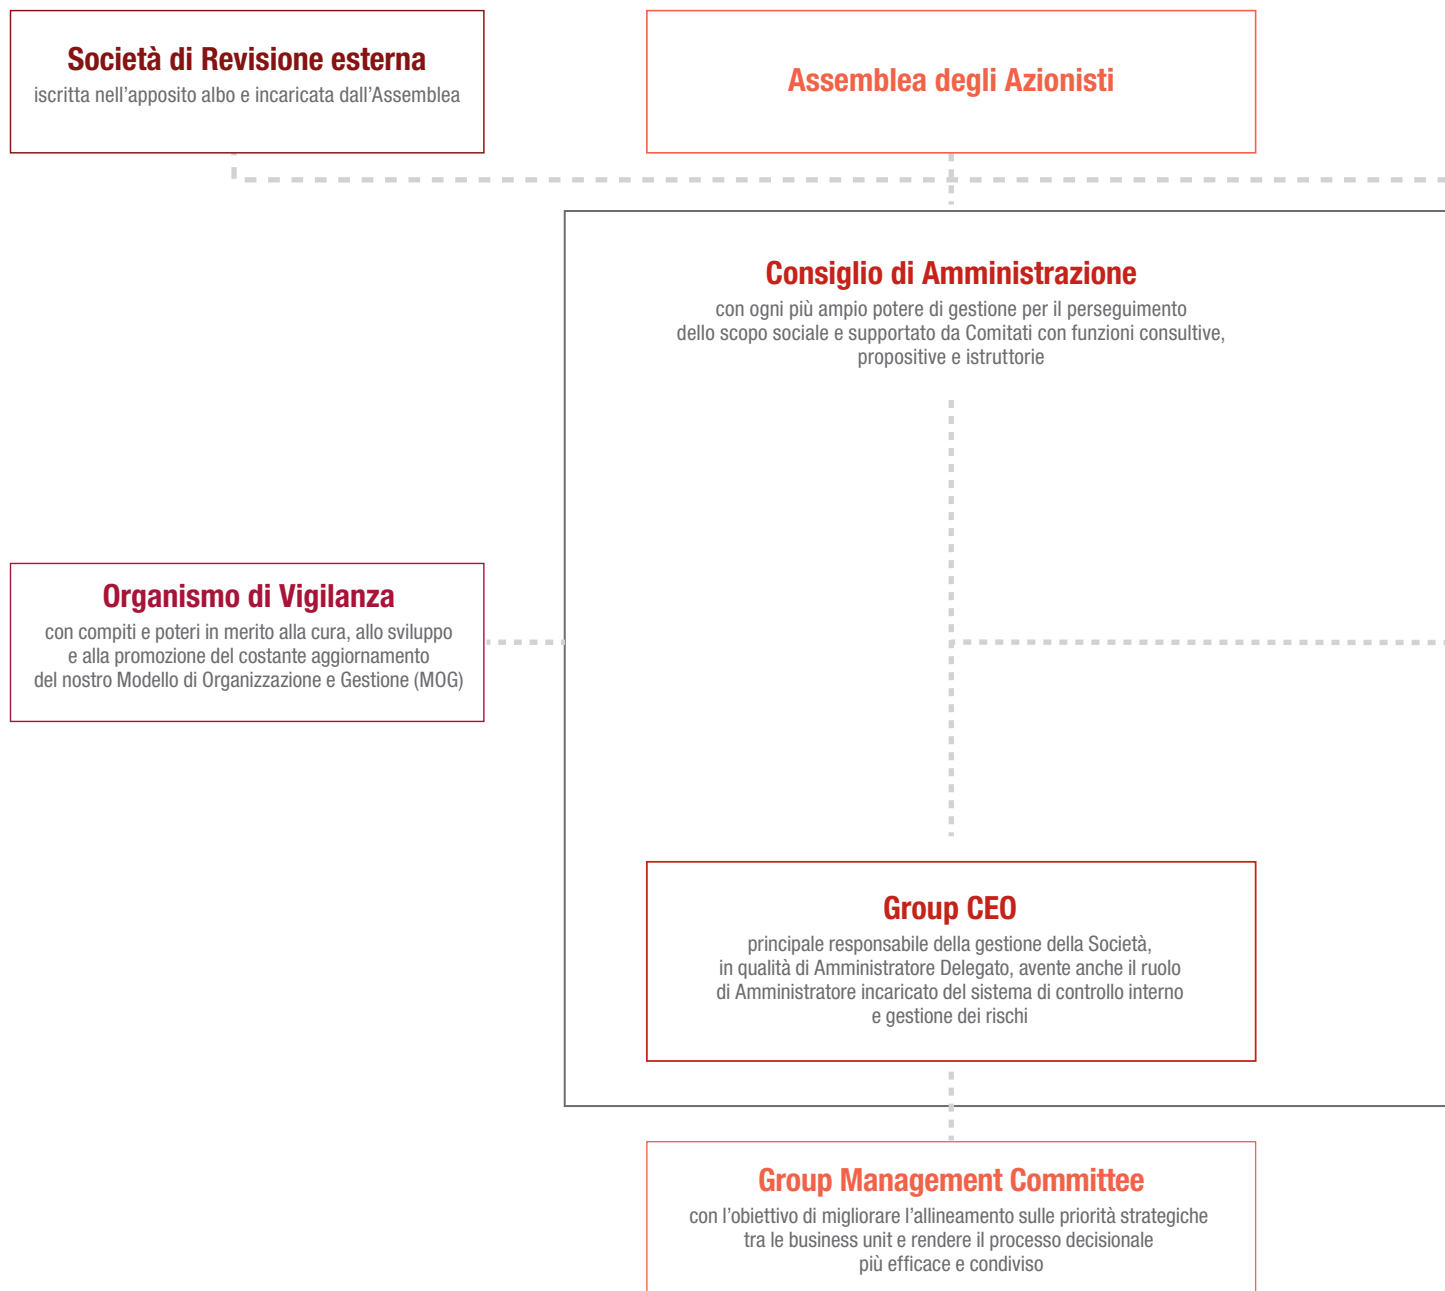 Società di Revisione esterna
iscritta nell’apposito albo e incaricata dall’Assemblea
Assemblea degli Azionisti
Consiglio di Amministrazione
con ogni più ampio potere di gestione per il perseguimento
dello scopo sociale e supportato da Comitati con funzioni consultive,
propositive e istruttorie
Organismo di Vigilanza
con compiti e poteri in merito alla cura, allo sviluppo
e alla promozione del costante aggiornamento
del nostro Modello di Organizzazione e Gestione (MOG)
Group CEO
principale responsabile della gestione della Società,
in qualità di Amministratore Delegato, avente anche il ruolo
di Amministratore incaricato del sistema di controllo interno
e gestione dei rischi
Group Management Committee
con l’obiettivo di migliorare l’allineamento sulle priorità strategiche
tra le business unit e rendere il processo decisionale
più efficace e condiviso